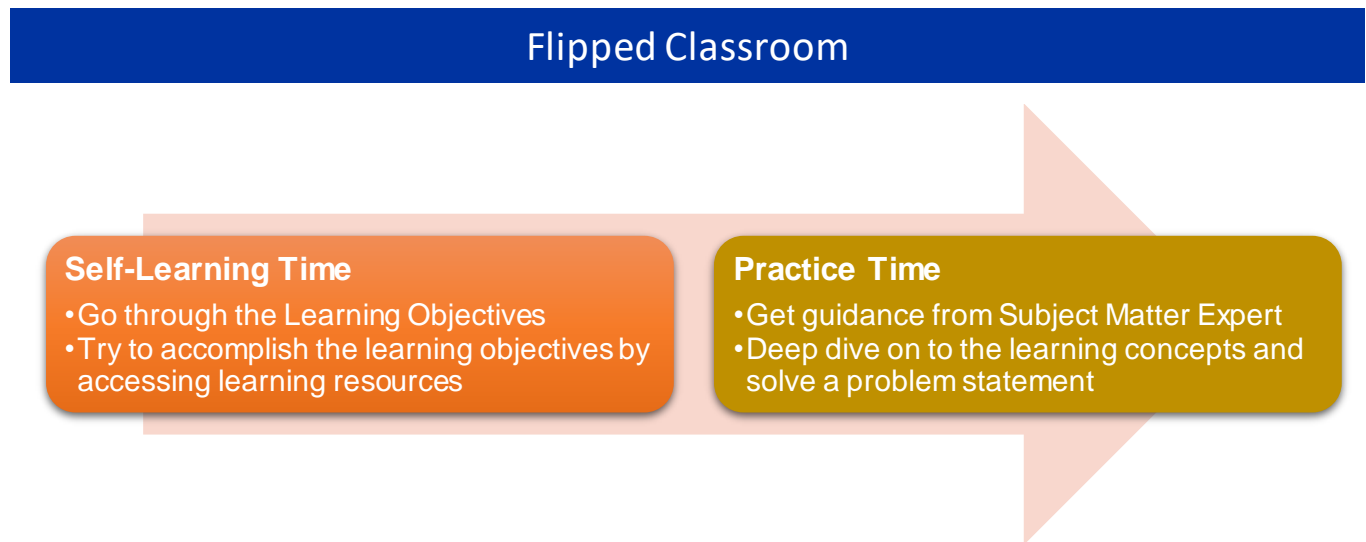 Flipped Classroom
Self-Learning Time
•Go through the Learning Objectives
•Try to accomplish the learning objectives by
accessing learning resources
Practice Time
•Get guidance from Subject Matter Expert
•Deep dive on to the learning concepts and
solve a problem statement